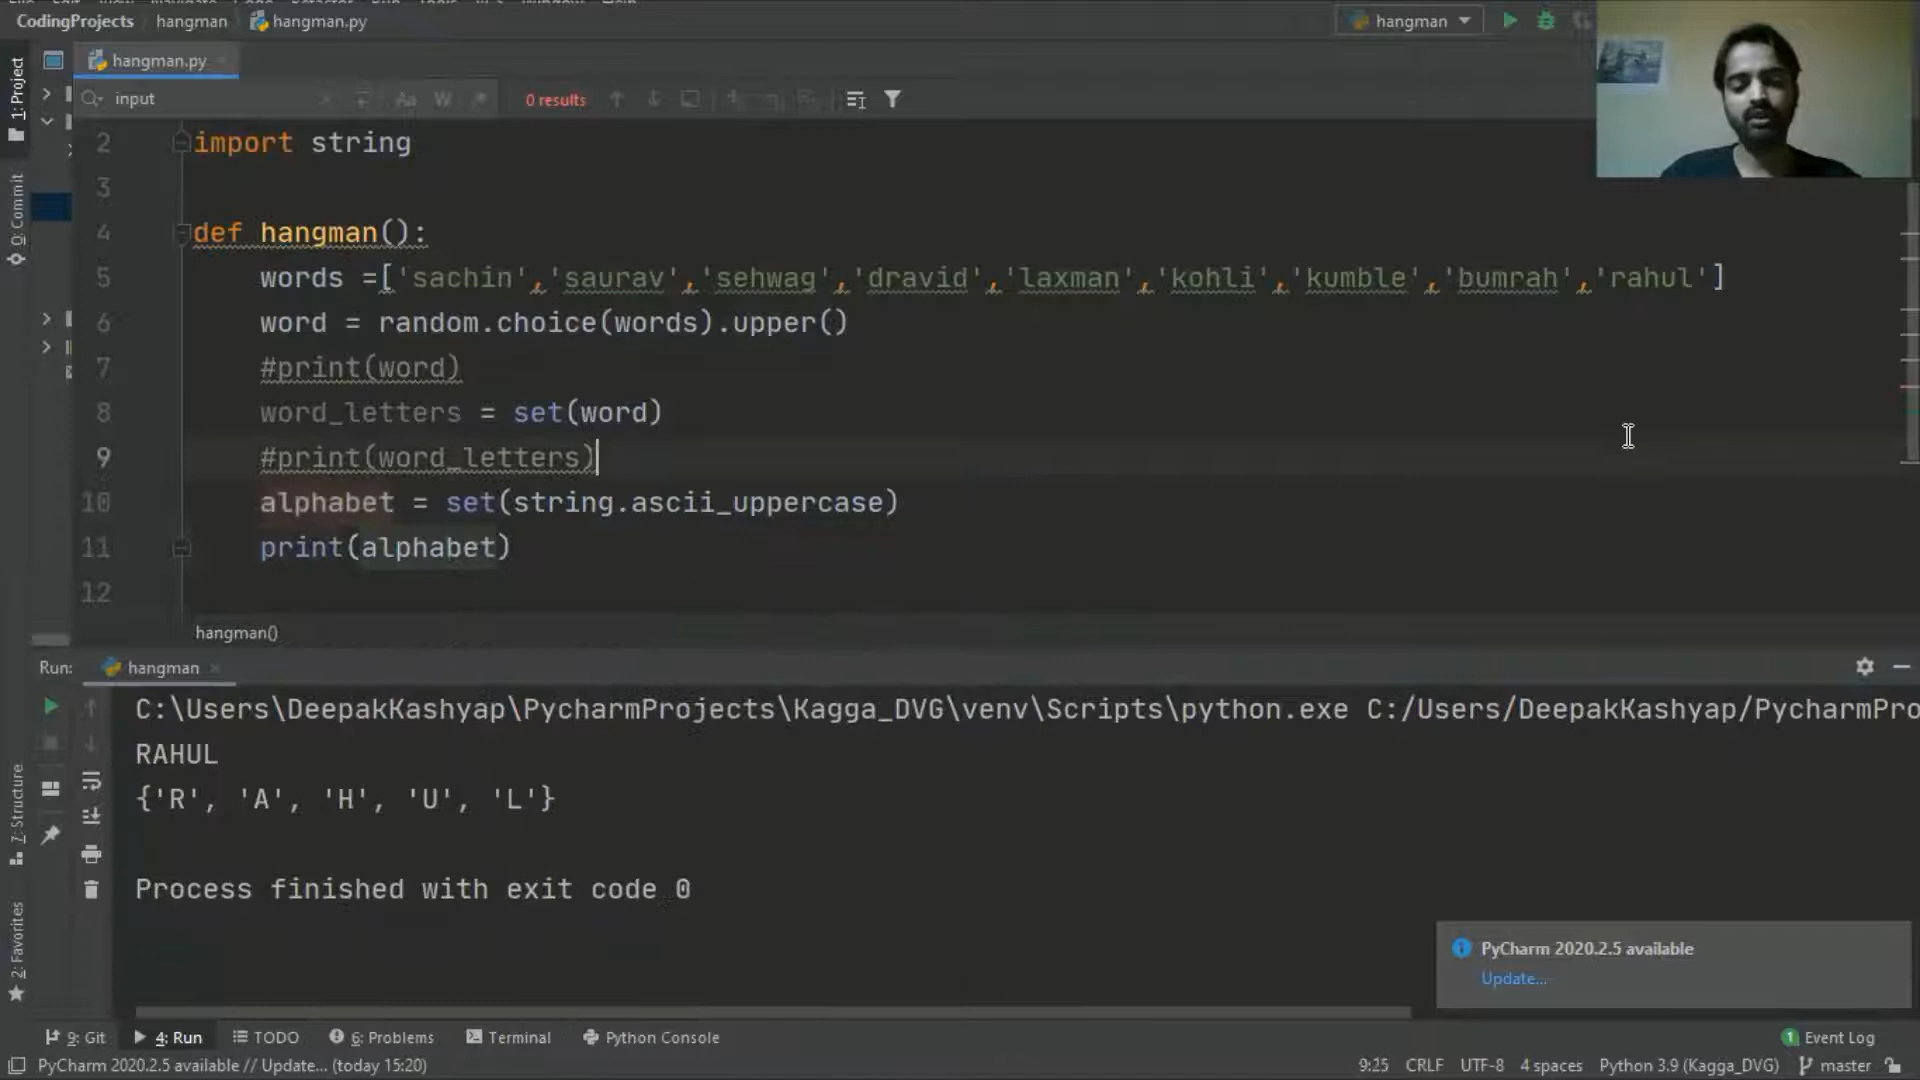 CodingProjects hangman hangman.py hangman
1: Project
hangman.py
input Aa W 0 results
0: Commit
2 import string
3
4 def hangman():
5 words =['sachin','saurav','sehwag','dravid','laxman','kohli','kumble','bumrah','rahul']
6 word = random.choice(words).upper()
7 #print(word)
8 word_letters = set(word)
9 #print(word_letters)
10 alphabet = set(string.ascii_uppercase)
11 print(alphabet)
12
hangman()
Run: hangman
C:\Users\DeepakKashyap\PycharmProjects\Kagga_DVG\venv\Scripts\python.exe C:/Users/DeepakKashyap/PycharmPro
RAHUL
{'R', 'A', 'H', 'U', 'L'}
Process finished with exit code 0
7: Structure
2: Favorites
PyCharm 2020.2.5 available
Update...
9: Git 4: Run TODO 6: Problems Terminal Python Console 1 Event Log
PyCharm 2020.2.5 available // Update... (today 15:20) 9:25 CRLF UTF-8 4 spaces Python 3.9 (Kagga_DVG) master